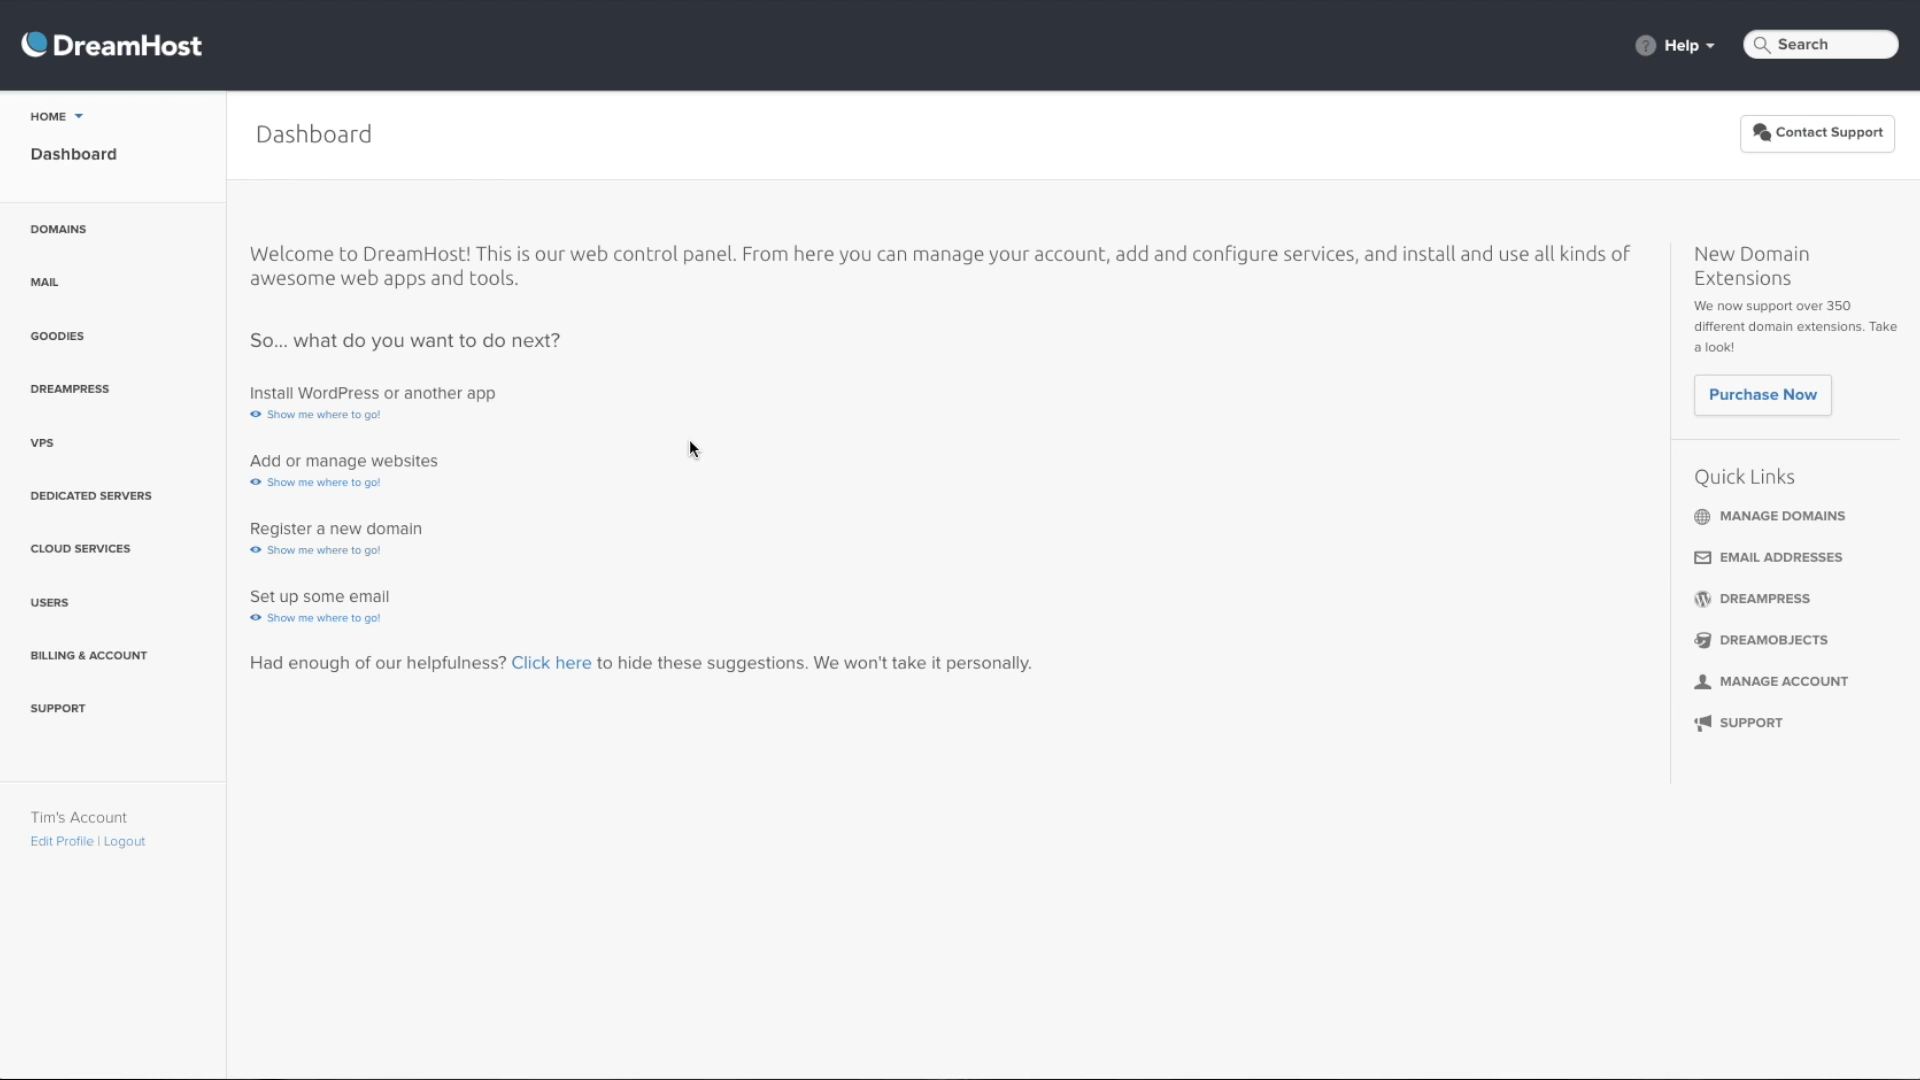 DreamHost
? Help
Search
HOME
Dashboard
DOMAINS
MAIL
GOODIES
DREAMPRESS
VPS
DEDICATED SERVERS
CLOUD SERVICES
USERS
BILLING & ACCOUNT
SUPPORT
Tim's Account
Edit Profile | Logout
Dashboard
Contact Support
Welcome to DreamHost! This is our web control panel. From here you can manage your account, add and configure services, and install and use all kinds of
awesome web apps and tools.
So... what do you want to do next?
Install WordPress or another app
Show me where to go!
Add or manage websites
Show me where to go!
Register a new domain
Show me where to go!
Set up some email
Show me where to go!
Had enough of our helpfulness? Click here to hide these suggestions. We won't take it personally.
New Domain
Extensions
We now support over 350
different domain extensions. Take
a look!
Purchase Now
Quick Links
MANAGE DOMAINS
EMAIL ADDRESSES
DREAMPRESS
DREAMOBJECTS
MANAGE ACCOUNT
SUPPORT